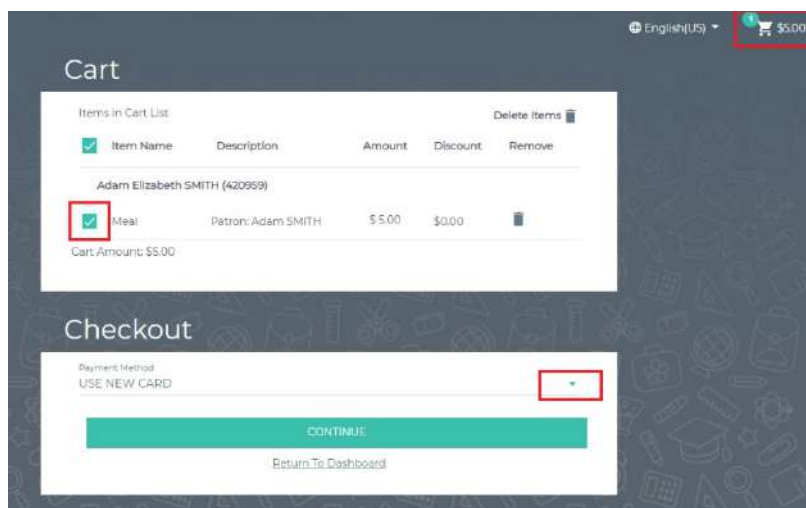 English(US)
1 $5.00
Cart
Items in Cart List
Delete Items
Item Name Description Amount Discount Remove
Adam Elizabeth SMITH (420959)
Meal Patron: Adam SMITH $ 5.00 $0.00
Cart Amount: $5.00
Checkout
Payment Method
USE NEW CARD
CONTINUE
Return To Dashboard